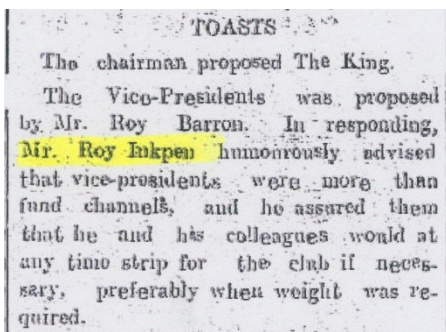 TOASTS
The chairman proposed The King.
The Vice-Presidents was proposed
by Mr. Roy Barron. In responding,
Mr. Roy Inkpen humourously advised
that vice-presidents were more than
fund channels, and he assured them
that he and his colleagues would at
any time strip for the club if neces-
sary, preferably when weight was re-
quired.